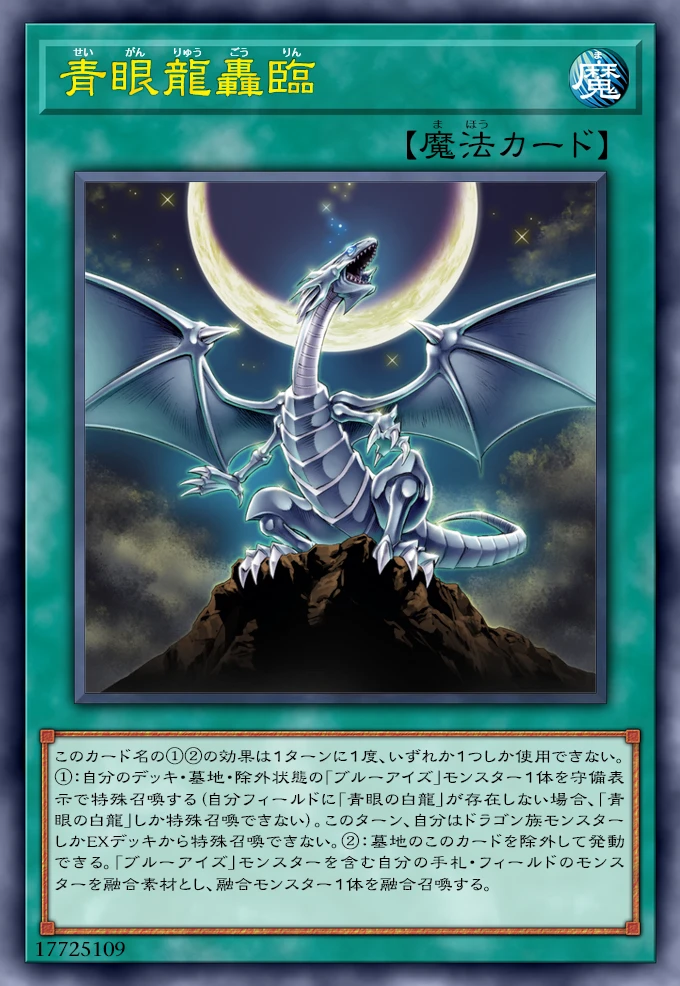 せい がん りゅう ごう りん
青眼龍轟臨
ま
魔
ま ほう
【魔法カード】
このカード名の①②の効果は1ターンに1度、いずれか1つしか使用できない。
①:自分のデッキ・墓地・除外状態の「ブルーアイズ」モンスター1体を守備表
示で特殊召喚する(自分フィールドに「青眼の白龍」が存在しない場合、「青
眼の白龍」しか特殊召喚できない)。このターン、自分はドラゴン族モンスター
しかEXデッキから特殊召喚できない。②:墓地のこのカードを除外して発動
できる。「ブルーアイズ」モンスターを含む自分の手札・フィールドのモンス
ターを融合素材とし、融合モンスター1体を融合召喚する。
17725109